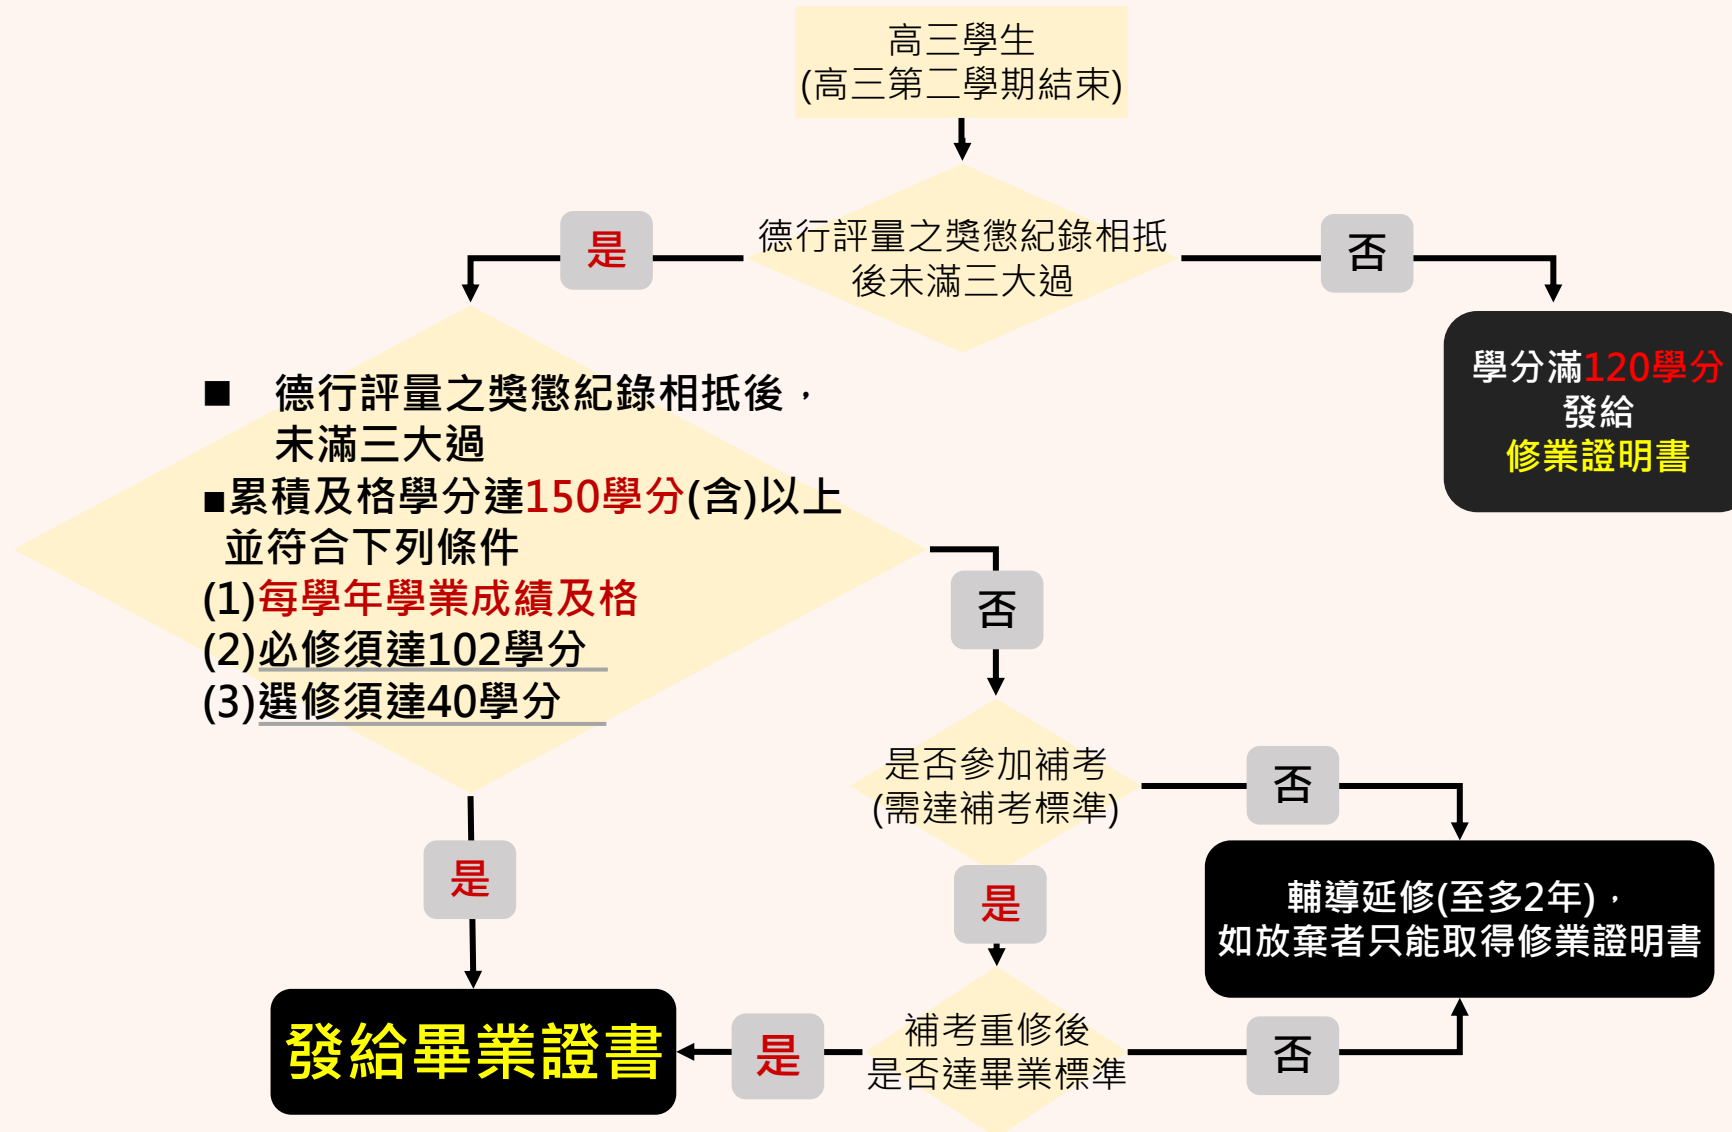 高三學生
(高三第二學期結束)
德行評量之獎懲紀錄相抵
後未滿三大過
是
否
學分滿120學分
發給
修業證明書
■ 德行評量之獎懲紀錄相抵後，
未滿三大過
■累積及格學分達150學分(含)以上
並符合下列條件
(1)每學年學業成績及格
(2)必修須達102學分
(3)選修須達40學分
否
是否參加補考
(需達補考標準)
否
是
是
輔導延修(至多2年)，
如放棄者只能取得修業證明書
發給畢業證書
是
補考重修後
是否達畢業標準
否